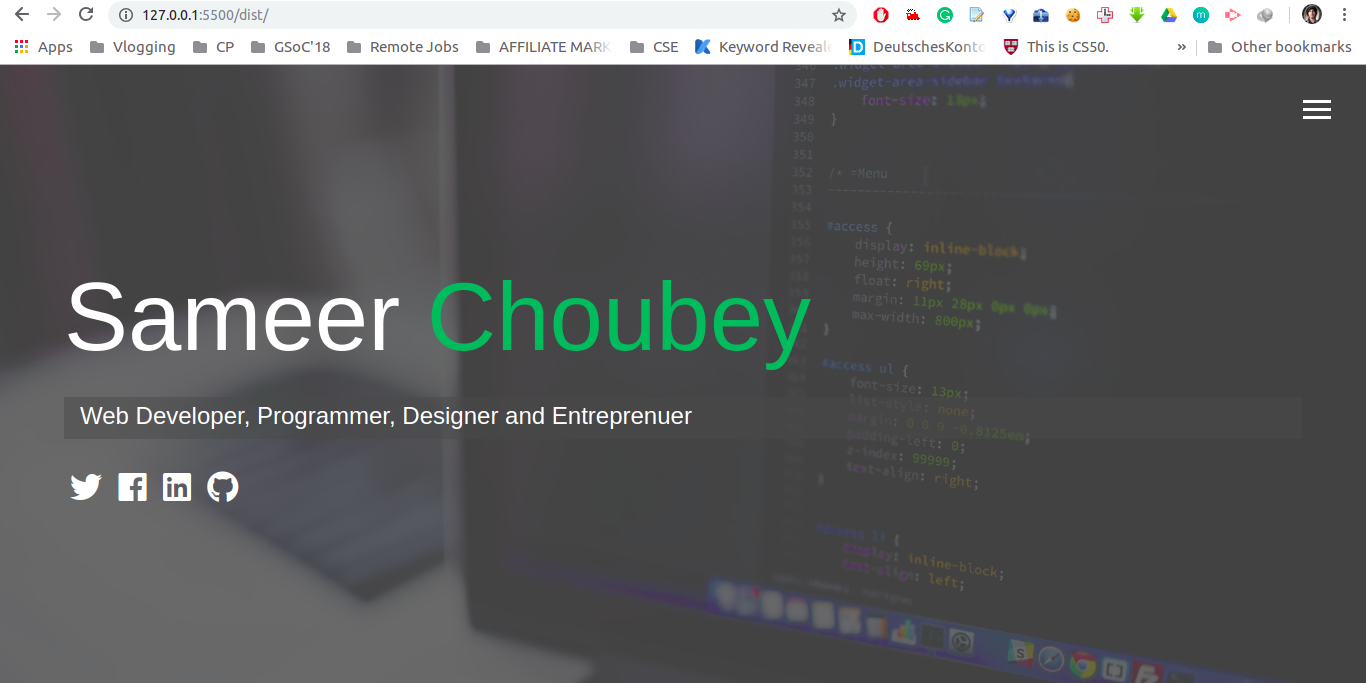 127.0.0.1:5500/dist/
Apps Vlogging CP GSoC'18 Remote Jobs AFFILIATE MARK CSE Keyword Reveale DeutschesKonto This is CS50. » Other bookmarks
347 .widget-area-sidebar
348 font-size: 13px;
349 }
350
351
352 /* =Menu
353 --------------
354
355 #access {
356 display: inline-block;
357 height: 69px;
358 float: right;
margin: 11px 28px 0px 0px;
max-width: 800px;
}
Sameer Choubey
#access ul {
font-size: 13px;
list-style: none;
margin: 0 0 0 -0.8125em;
padding-left: 0;
z-index: 99999;
text-align: right;
}
Web Developer, Programmer, Designer and Entreprenuer
#access li {
display: inline-block;
text-align: left;